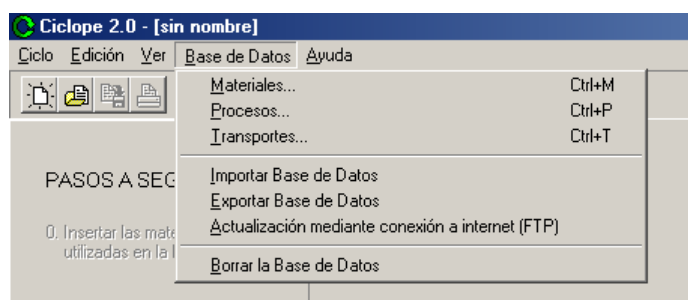 Ciclope 2.0 - [sin nombre]
Ciclo Edición Ver Base de Datos Ayuda
Materiales... Ctrl+M
Procesos... Ctrl+P
Transportes... Ctrl+T
PASOS A SEG
Importar Base de Datos
Exportar Base de Datos
Actualización mediante conexión a internet (FTP)
0. Insertar las mate
utilizadas en la
Borrar la Base de Datos